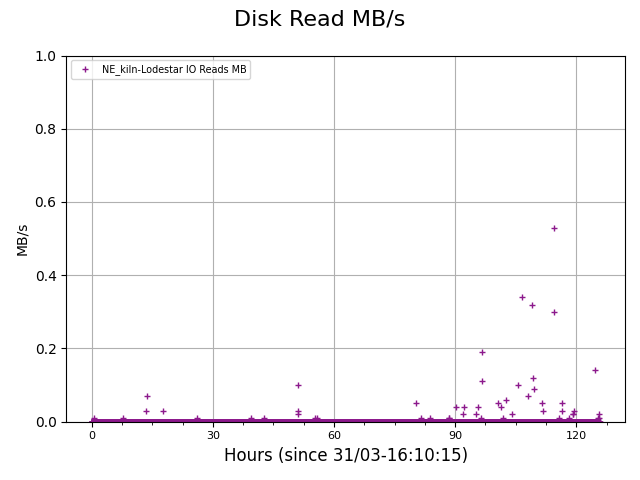 Disk Read MB/s
NE_kiln-Lodestar IO Reads MB
1.0
0.8
0.6
0.4
0.2
0.0
MB/s
0 30 60 90 120
Hours (since 31/03-16:10:15)